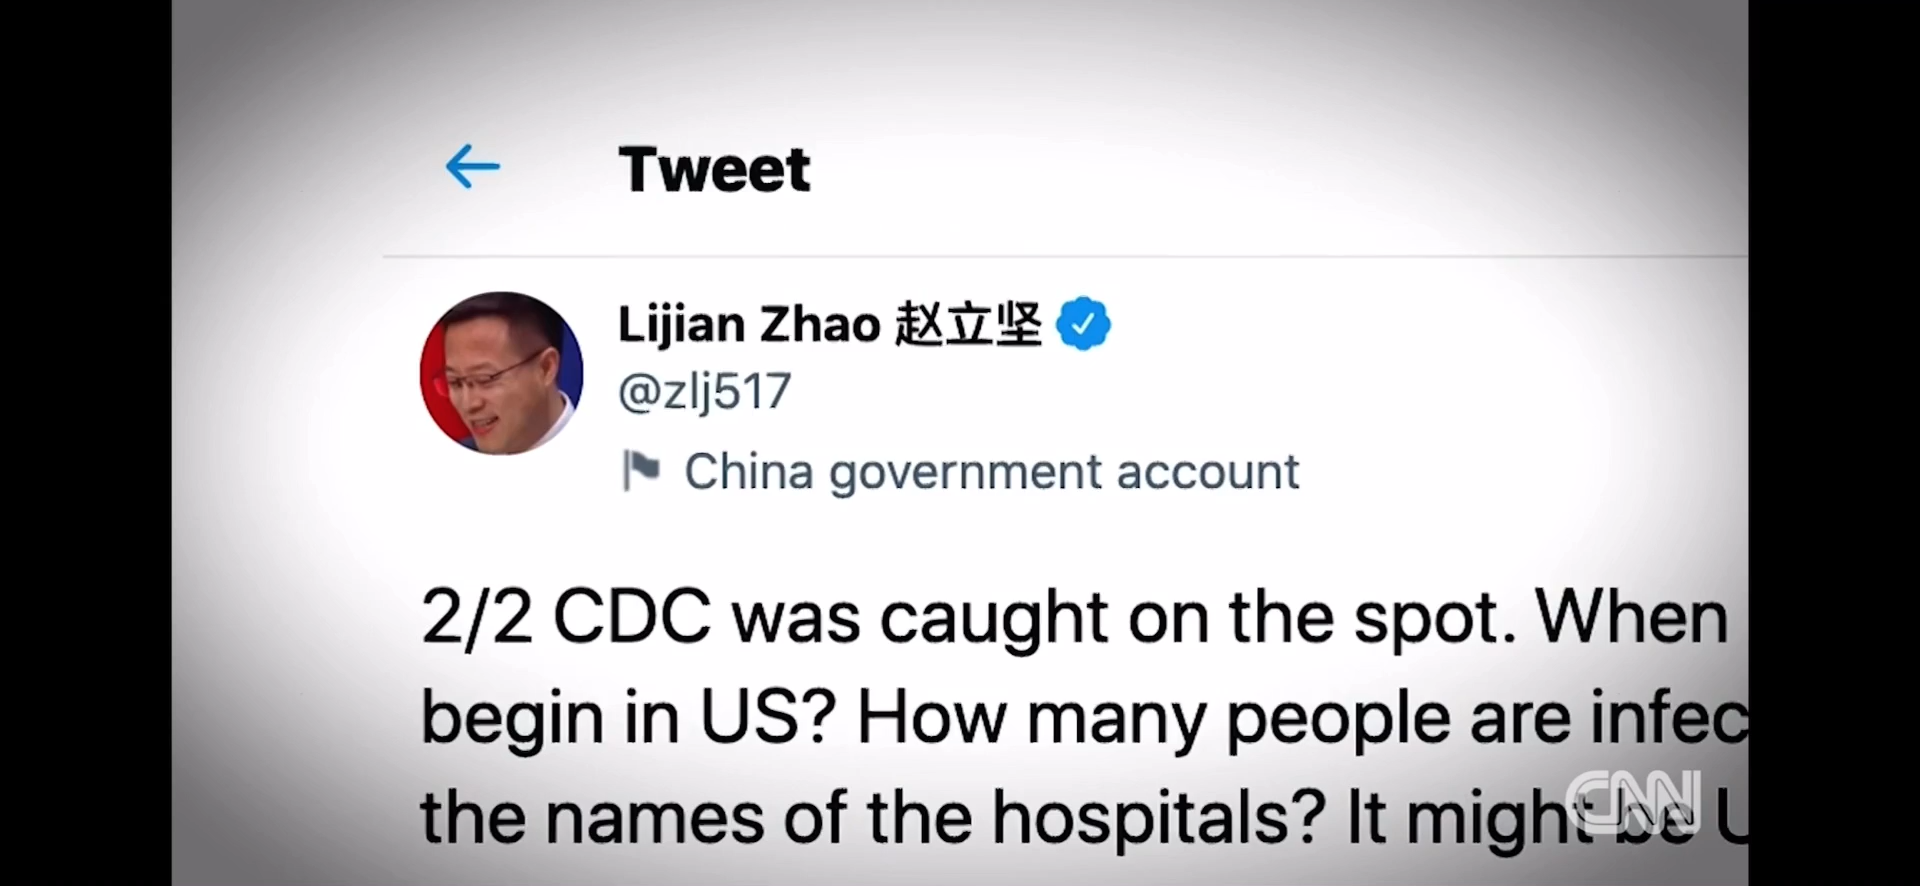 Tweet
Lijian Zhao 赵立坚
@zlj517
China government account
2/2 CDC was caught on the spot. When
begin in US? How many people are infec
the names of the hospitals? It might be U
CNN